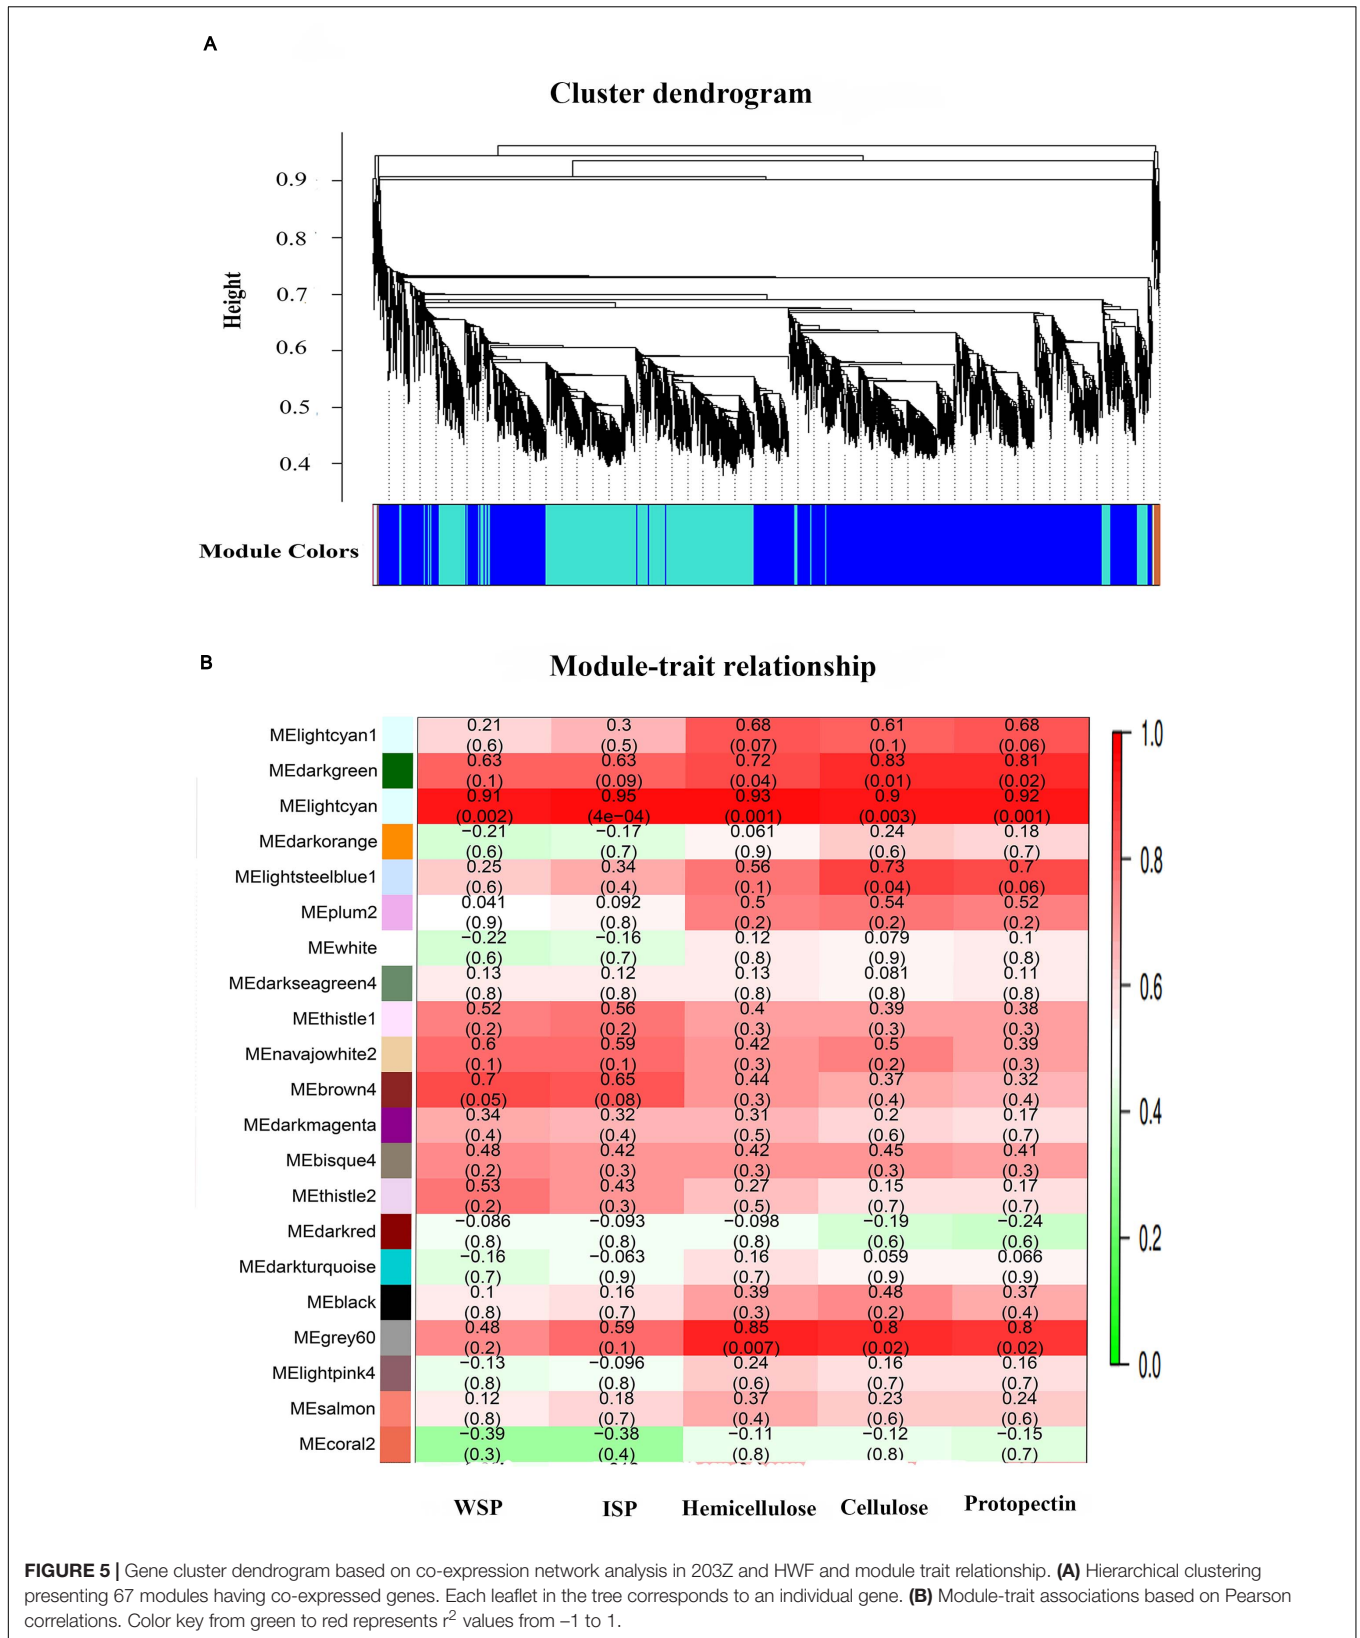 A
Cluster dendrogram
Height
0.9
0.8
0.7
0.6
0.5
0.4
Module Colors
B
Module-trait relationship
MElightcyan1 0.21 0.3 0.68 0.61 0.68
(0.6) (0.5) (0.07) (0.1) (0.06)
MEdarkgreen 0.63 0.63 0.72 0.83 0.81
(0.1) (0.09) (0.04) (0.01) (0.02)
MElightcyan 0.91 0.95 0.93 0.9 0.92
(0.002) (4e−04) (0.001) (0.003) (0.001)
MEdarkorange −0.21 −0.17 0.061 0.24 0.18
(0.6) (0.7) (0.9) (0.6) (0.7)
MElightsteelblue1 0.25 0.34 0.56 0.73 0.7
(0.6) (0.4) (0.1) (0.04) (0.06)
MEplum2 0.041 0.092 0.5 0.54 0.52
(0.9) (0.8) (0.2) (0.2) (0.2)
MEwhite −0.22 −0.16 0.12 0.079 0.1
(0.6) (0.7) (0.8) (0.9) (0.8)
MEdarkseagreen4 0.13 0.12 0.13 0.081 0.11
(0.8) (0.8) (0.8) (0.8) (0.8)
MEthistle1 0.52 0.56 0.4 0.39 0.38
(0.2) (0.2) (0.3) (0.3) (0.3)
MEnavajowhite2 0.6 0.59 0.42 0.5 0.39
(0.1) (0.1) (0.3) (0.2) (0.3)
MEbrown4 0.7 0.65 0.44 0.37 0.32
(0.05) (0.08) (0.3) (0.4) (0.4)
MEdarkmagenta 0.34 0.32 0.31 0.2 0.17
(0.4) (0.4) (0.5) (0.6) (0.7)
MEbisque4 0.48 0.42 0.42 0.45 0.41
(0.2) (0.3) (0.3) (0.3) (0.3)
MEthistle2 0.53 0.43 0.27 0.15 0.17
(0.2) (0.3) (0.5) (0.7) (0.7)
MEdarkred −0.086 −0.093 −0.098 −0.19 −0.24
(0.8) (0.8) (0.8) (0.6) (0.6)
MEdarkturquoise −0.16 −0.063 0.16 0.059 0.066
(0.7) (0.9) (0.7) (0.9) (0.9)
MEblack 0.1 0.16 0.39 0.48 0.37
(0.8) (0.7) (0.3) (0.2) (0.4)
MEgrey60 0.48 0.59 0.85 0.8 0.8
(0.2) (0.1) (0.007) (0.02) (0.02)
MElightpink4 −0.13 −0.096 0.24 0.16 0.16
(0.8) (0.8) (0.6) (0.7) (0.7)
MEsalmon 0.12 0.18 0.37 0.23 0.24
(0.8) (0.7) (0.4) (0.6) (0.6)
MEcoral2 −0.39 −0.38 −0.11 −0.12 −0.15
(0.3) (0.4) (0.8) (0.8) (0.7)
WSP ISP Hemicellulose Cellulose Protopectin
1.0
0.8
0.6
0.4
0.2
0.0
FIGURE 5 | Gene cluster dendrogram based on co-expression network analysis in 203Z and HWF and module trait relationship. (A) Hierarchical clustering
presenting 67 modules having co-expressed genes. Each leaflet in the tree corresponds to an individual gene. (B) Module-trait associations based on Pearson
correlations. Color key from green to red represents r² values from –1 to 1.